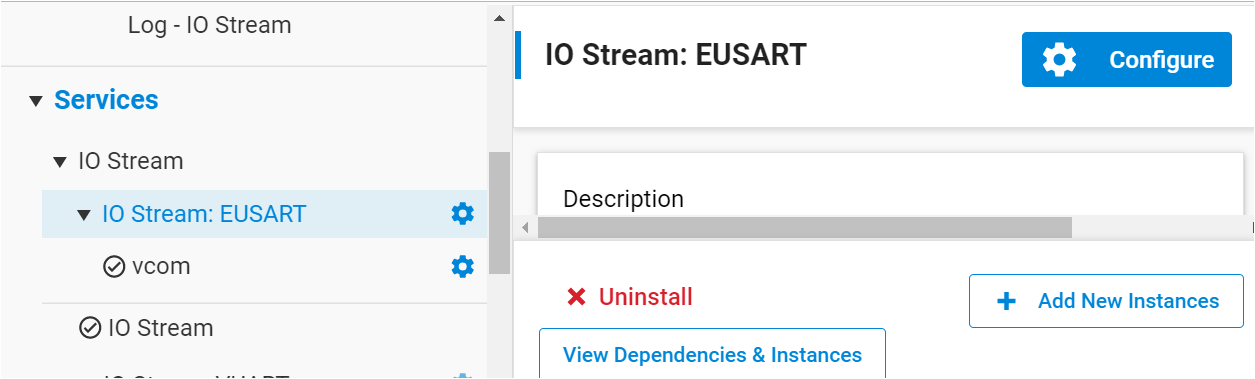 Log - IO Stream
Services
IO Stream
IO Stream: EUSART
vcom
IO Stream
IO Stream: EUSART
Configure
Description
Uninstall
Add New Instances
View Dependencies & Instances